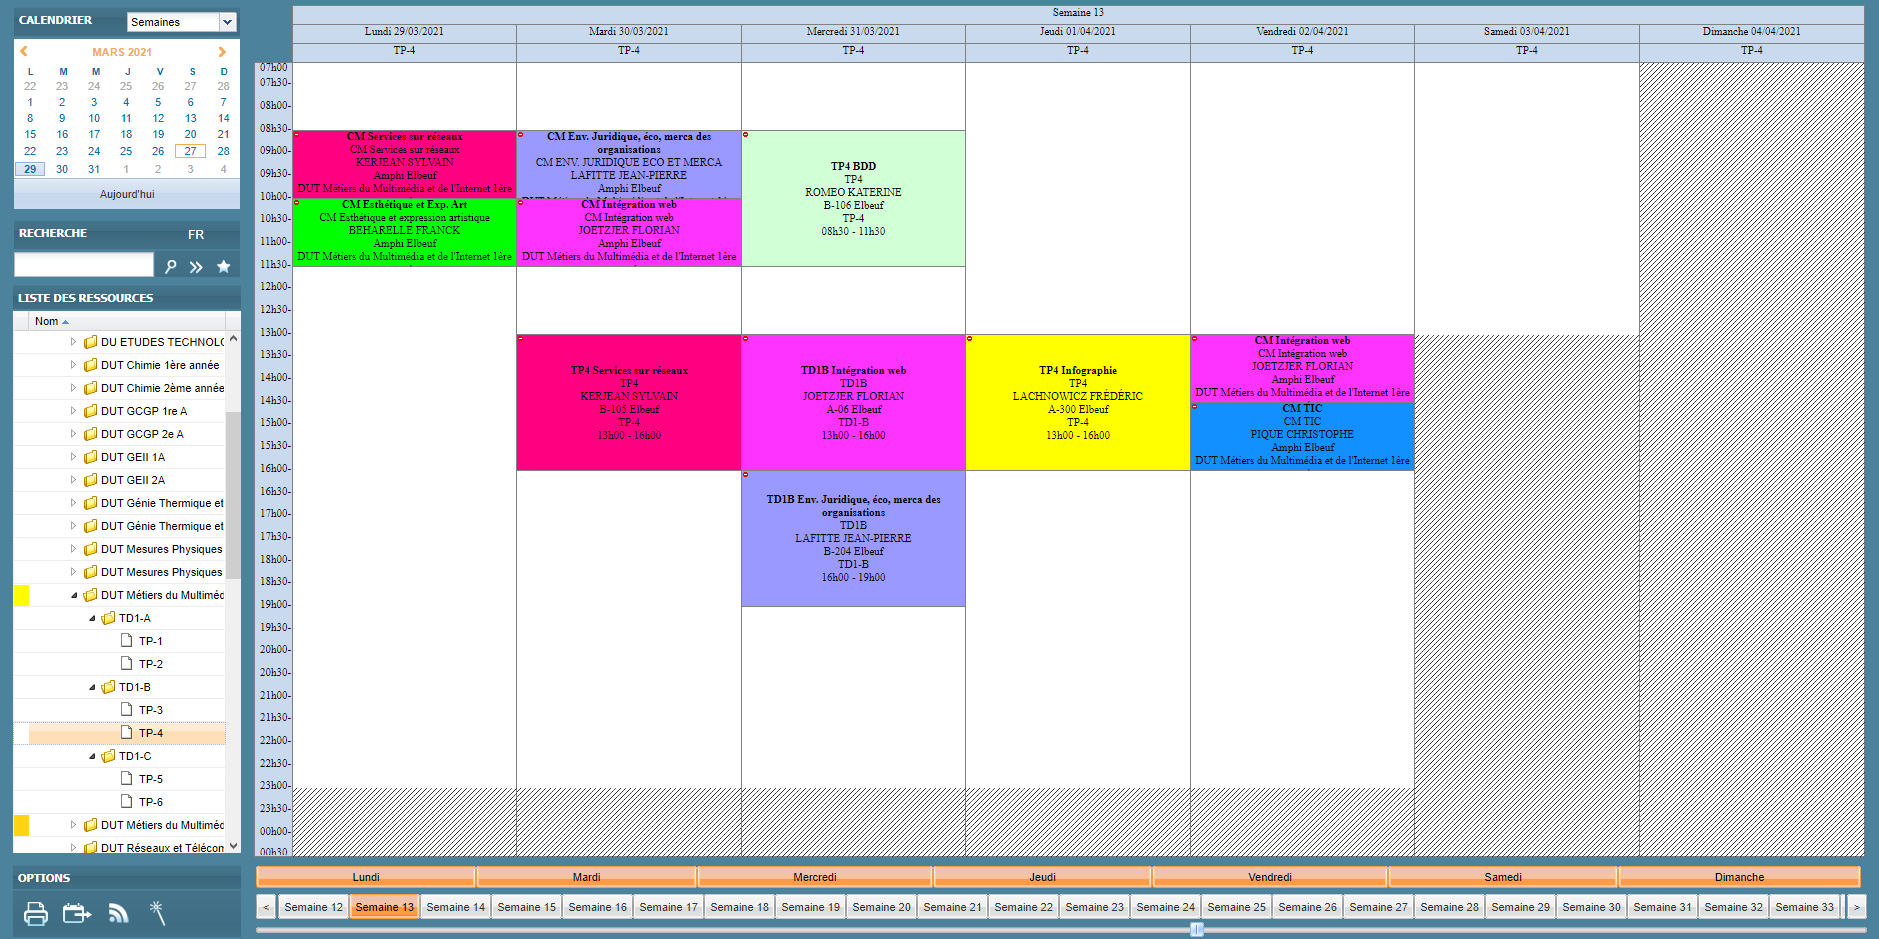 CALENDRIER
Semaines
MARS 2021
L M M J V S D
22 23 24 25 26 27 28
1 2 3 4 5 6 7
8 9 10 11 12 13 14
15 16 17 18 19 20 21
22 23 24 25 26 27 28
29 30 31 1 2 3 4
Aujourd'hui
RECHERCHE FR
LISTE DES RESSOURCES
Nom
DU ETUDES TECHNOLO
DUT Chimie 1ère année
DUT Chimie 2ème année
DUT GCGP 1re A
DUT GCGP 2e A
DUT GEII 1A
DUT GEII 2A
DUT Génie Thermique et
DUT Génie Thermique et
DUT Mesures Physiques
DUT Mesures Physiques
DUT Métiers du Multiméd
TD1-A
TP-1
TP-2
TD1-B
TP-3
TP-4
TD1-C
TP-5
TP-6
DUT Métiers du Multiméd
DUT Réseaux et Télécom
OPTIONS
Semaine 13
Lundi 29/03/2021 Mardi 30/03/2021 Mercredi 31/03/2021 Jeudi 01/04/2021 Vendredi 02/04/2021 Samedi 03/04/2021 Dimanche 04/04/2021
TP-4 TP-4 TP-4 TP-4 TP-4 TP-4 TP-4
07h00
07h30-
08h00-
08h30-
09h00-
09h30-
10h00-
10h30-
11h00-
11h30-
12h00-
12h30-
13h00-
13h30-
14h00-
14h30-
15h00-
15h30-
16h00-
16h30-
17h00-
17h30-
18h00-
18h30-
19h00-
19h30-
20h00-
20h30-
21h00-
21h30-
22h00-
22h30-
23h00-
23h30-
00h00-
00h30
CM Services sur réseaux
CM Services sur réseaux
KERJEAN SYLVAIN
Amphi Elbeuf
DUT Métiers du Multimédia et de l'Internet 1ère
CM Esthétique et Exp. Art
CM Esthétique et expression artistique
BEHARELLE FRANCK
Amphi Elbeuf
DUT Métiers du Multimédia et de l'Internet 1ère
CM Env. Juridique, éco, merca des
organisations
CM ENV. JURIDIQUE ECO ET MERCA
LAFITTE JEAN-PIERRE
Amphi Elbeuf
CM Intégration web
CM Intégration web
JOETZJER FLORIAN
Amphi Elbeuf
DUT Métiers du Multimédia et de l'Internet 1ère
TP4 Services sur réseaux
TP4
KERJEAN SYLVAIN
B-105 Elbeuf
TP-4
13h00 - 16h00
TP4 BDD
TP4
ROMEO KATERINE
B-106 Elbeuf
TP-4
08h30 - 11h30
TD1B Intégration web
TD1B
JOETZJER FLORIAN
A-06 Elbeuf
TD1-B
13h00 - 16h00
TD1B Env. Juridique, éco, merca des
organisations
TD1B
LAFITTE JEAN-PIERRE
B-204 Elbeuf
TD1-B
16h00 - 19h00
TP4 Infographie
TP4
LACHNOWICZ FRÉDÉRIC
A-300 Elbeuf
TP-4
13h00 - 16h00
CM Intégration web
CM Intégration web
JOETZJER FLORIAN
Amphi Elbeuf
DUT Métiers du Multimédia et de l'Internet 1ère
CM TIC
CM TIC
PIQUE CHRISTOPHE
Amphi Elbeuf
DUT Métiers du Multimédia et de l'Internet 1ère
Lundi Mardi Mercredi Jeudi Vendredi Samedi Dimanche
< Semaine 12 Semaine 13 Semaine 14 Semaine 15 Semaine 16 Semaine 17 Semaine 18 Semaine 19 Semaine 20 Semaine 21 Semaine 22 Semaine 23 Semaine 24 Semaine 25 Semaine 26 Semaine 27 Semaine 28 Semaine 29 Semaine 30 Semaine 31 Semaine 32 Semaine 33 >